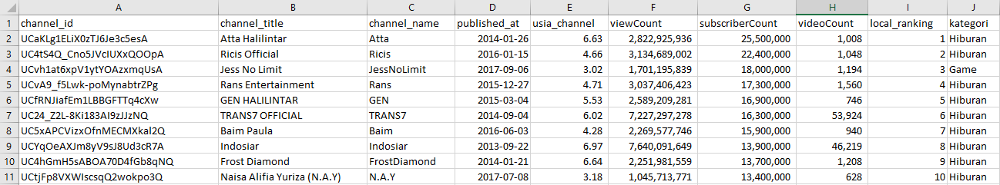 A B C D E F G H I J
1 channel_id channel_title channel_name published_at usia_channel viewCount subscriberCount videoCount local_ranking kategori
2 UCaKLg1ELiX0zTJ6Je3c5esA Atta Halilintar Atta 2014-01-26 6.63 2,822,925,936 25,500,000 1,008 1 Hiburan
3 UC4tS4Q_Cno5JVcIUXxQOOpA Ricis Official Ricis 2016-01-15 4.66 3,134,689,002 22,400,000 1,048 2 Hiburan
4 UCvh1at6xpV1ytYOAzxmqUsA Jess No Limit JessNoLimit 2017-09-06 3.02 1,701,195,839 18,000,000 1,194 3 Game
5 UCvA9_f5Lwk-poMynabtrZPg Rans Entertainment Rans 2015-12-27 4.71 3,037,406,423 17,300,000 1,560 4 Hiburan
6 UCfRNJiafEm1LBBGFTTq4cXw GEN HALILINTAR GEN 2015-03-04 5.53 2,589,209,281 16,900,000 746 5 Hiburan
7 UC24_Z2L-8Ki183AI9zJJzNQ TRANS7 OFFICIAL TRANS7 2014-09-04 6.02 7,227,297,278 16,300,000 53,924 6 Hiburan
8 UC5xAPCVizxOfnMECMXkal2Q Baim Paula Baim 2016-06-03 4.28 2,269,577,746 15,900,000 940 7 Hiburan
9 UCYqOeAXJm8yV9sJ8Ud3cR7A Indosiar Indosiar 2013-09-22 6.97 7,640,091,649 13,900,000 46,219 8 Hiburan
10 UC4hGmH5sABOA70D4fGb8qNQ Frost Diamond FrostDiamond 2014-01-21 6.64 2,251,981,559 13,700,000 1,208 9 Hiburan
11 UCtjFp8VXWIscsqQ2wokpo3Q Naisa Alifia Yuriza (N.A.Y) N.A.Y 2017-07-08 3.18 1,045,713,771 13,400,000 628 10 Hiburan